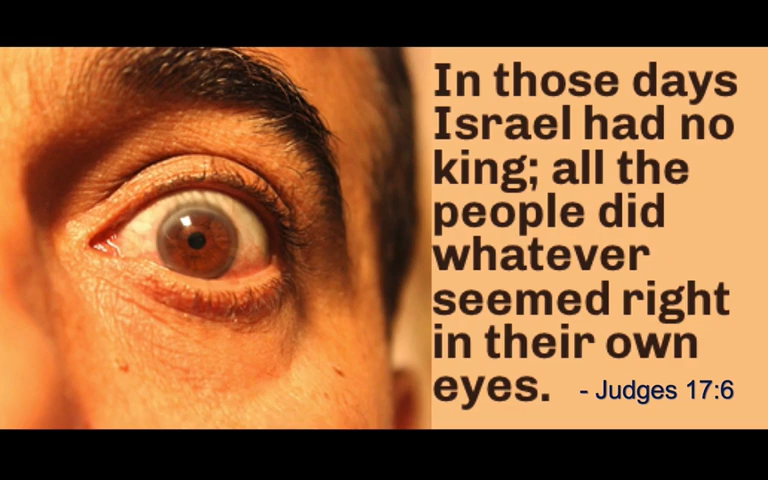 In those days
Israel had no
king; all the
people did
whatever
seemed right
in their own
eyes. - Judges 17:6